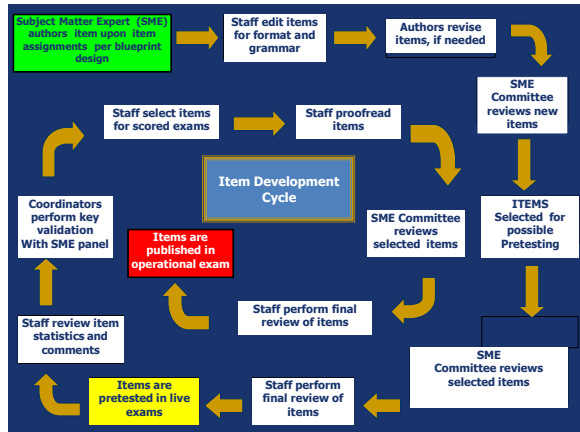 Subject Matter Expert (SME)
authors item upon item
assignments per blueprint
design
Staff edit items
for format and
grammar
Authors revise
items, if needed
SME
Committee
reviews new
items
ITEMS
Selected for
possible
Pretesting
SME
Committee reviews
selected items
Staff perform
final review of
items
Items are
pretested in live
exams
Staff review item
statistics and
comments
Coordinators
perform key
validation
With SME panel
Staff select items
for scored exams
Staff proofread
items
SME Committee
reviews
selected items
Staff perform final
review of items
Items are
published in
operational exam
Item Development
Cycle